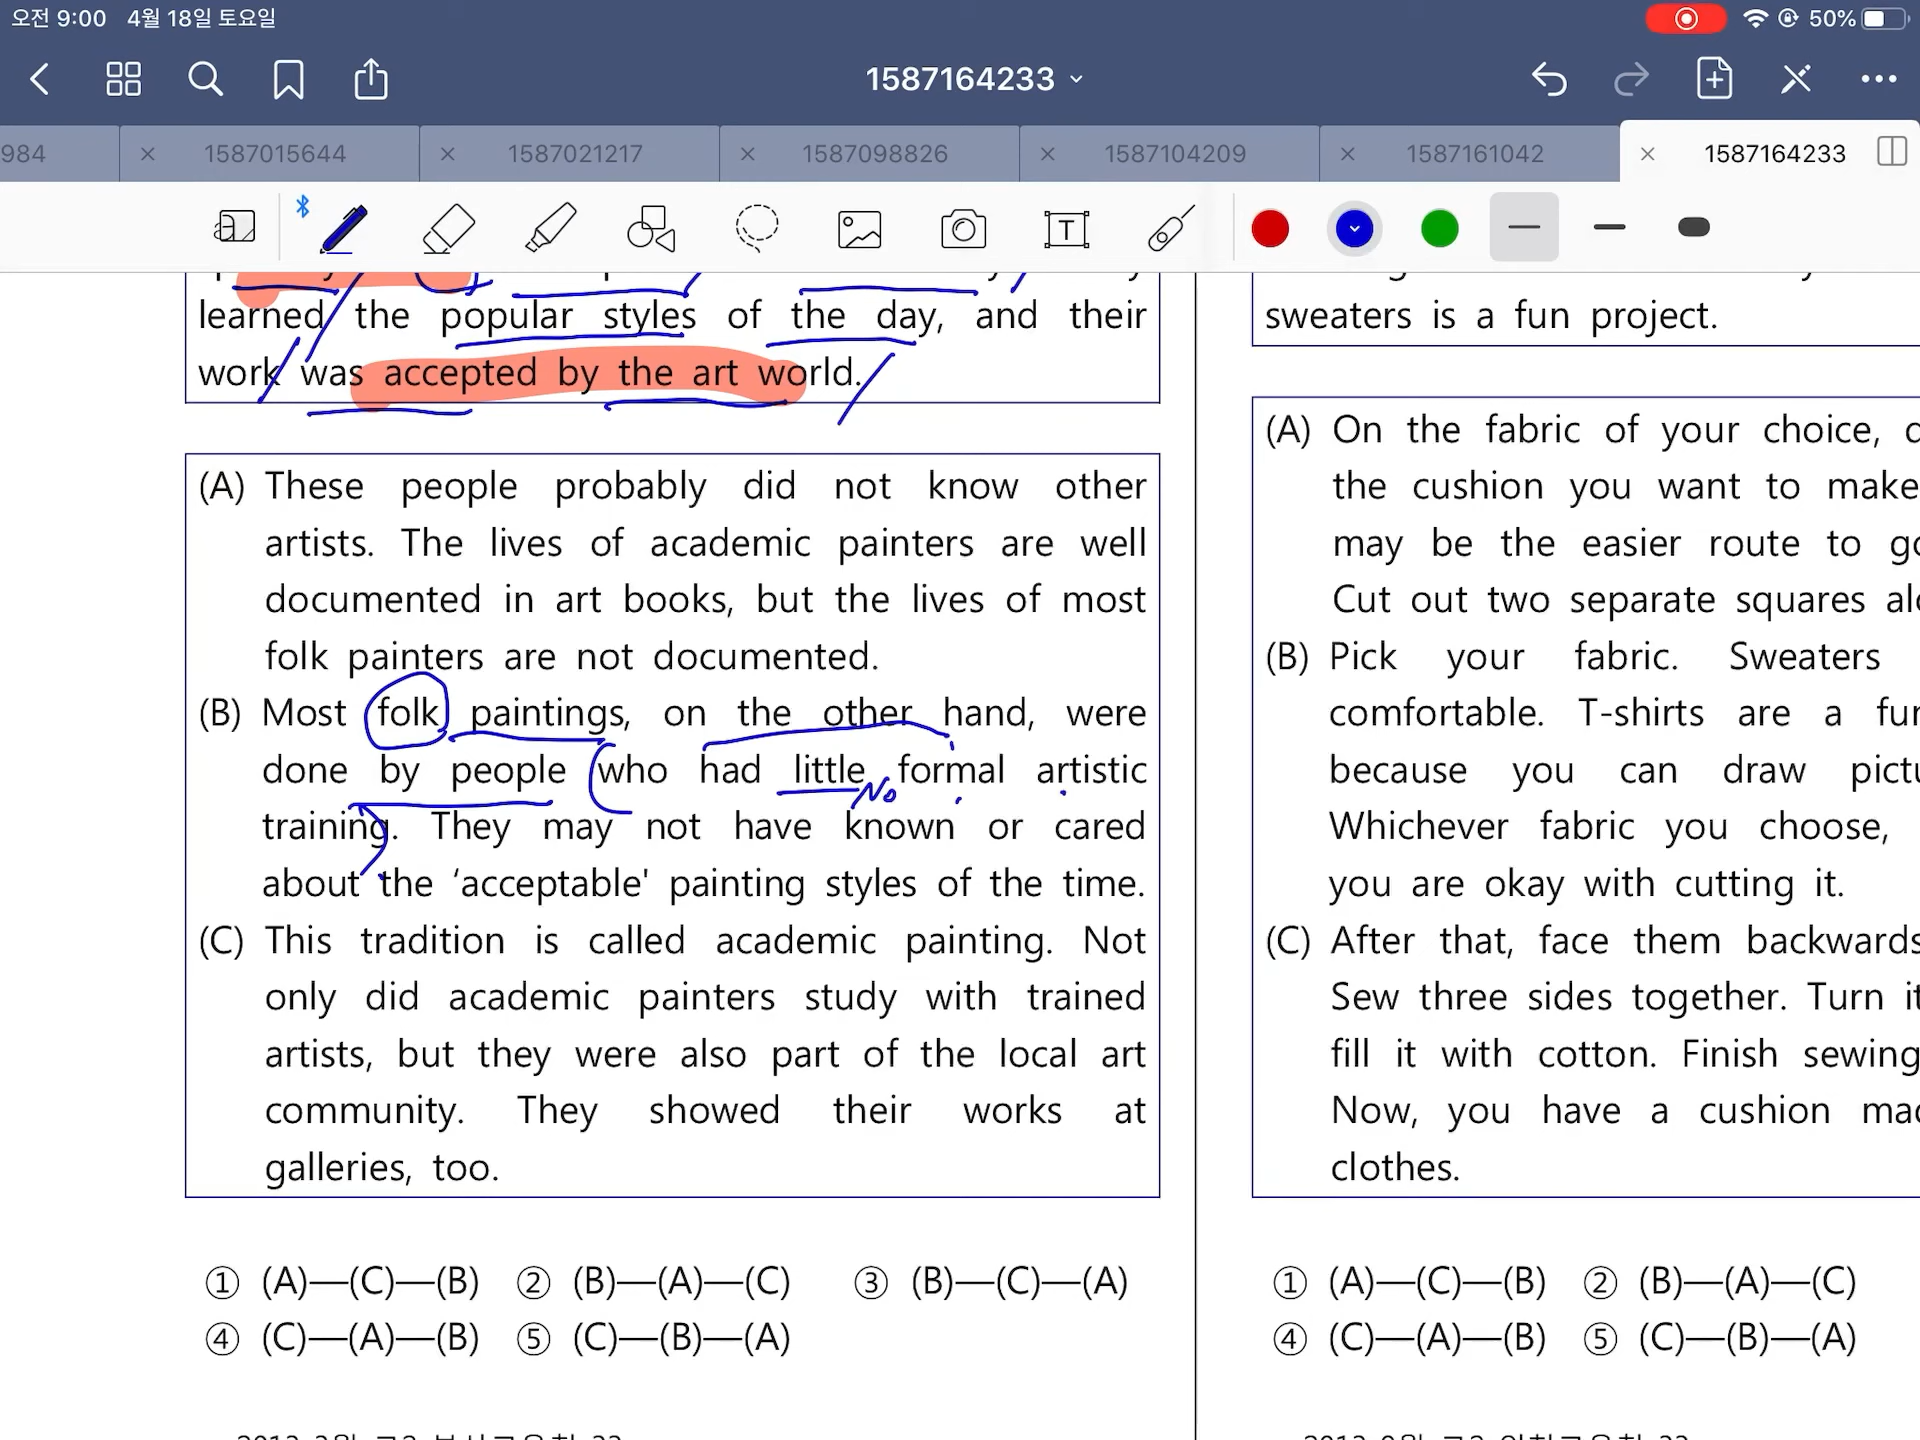 오전 9:00 4월 18일 토요일
50%
1587164233
984
1587015644
1587021217
1587098826
1587104209
1587161042
1587164233
learned the popular styles of the day, and their
work was accepted by the art world.
(A) These people probably did not know other
artists. The lives of academic painters are well
documented in art books, but the lives of most
folk painters are not documented.
(B) Most folk paintings, on the other hand, were
done by people who had little formal artistic
No
training. They may not have known or cared
about the ‘acceptable' painting styles of the time.
(C) This tradition is called academic painting. Not
only did academic painters study with trained
artists, but they were also part of the local art
community. They showed their works at
galleries, too.
① (A)—(C)—(B) ② (B)—(A)—(C) ③ (B)—(C)—(A)
④ (C)—(A)—(B) ⑤ (C)—(B)—(A)
sweaters is a fun project.
(A) On the fabric of your choice,
the cushion you want to make
may be the easier route to
Cut out two separate squares
(B) Pick your fabric. Sweaters
comfortable. T-shirts are a
because you can draw
Whichever fabric you choose,
you are okay with cutting it.
(C) After that, face them backwards
Sew three sides together. Turn
fill it with cotton. Finish sewing
Now, you have a cushion
clothes.
① (A)—(C)—(B) ② (B)—(A)—(C)
④ (C)—(A)—(B) ⑤ (C)—(B)—(A)